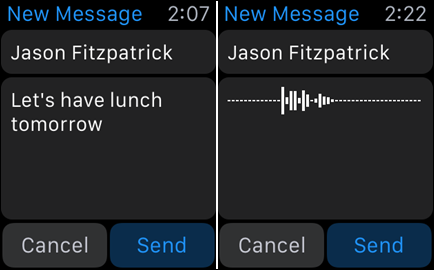 New Message 2:07
Jason Fitzpatrick
Let's have lunch
tomorrow
Cancel Send
New Message 2:22
Jason Fitzpatrick
Cancel Send